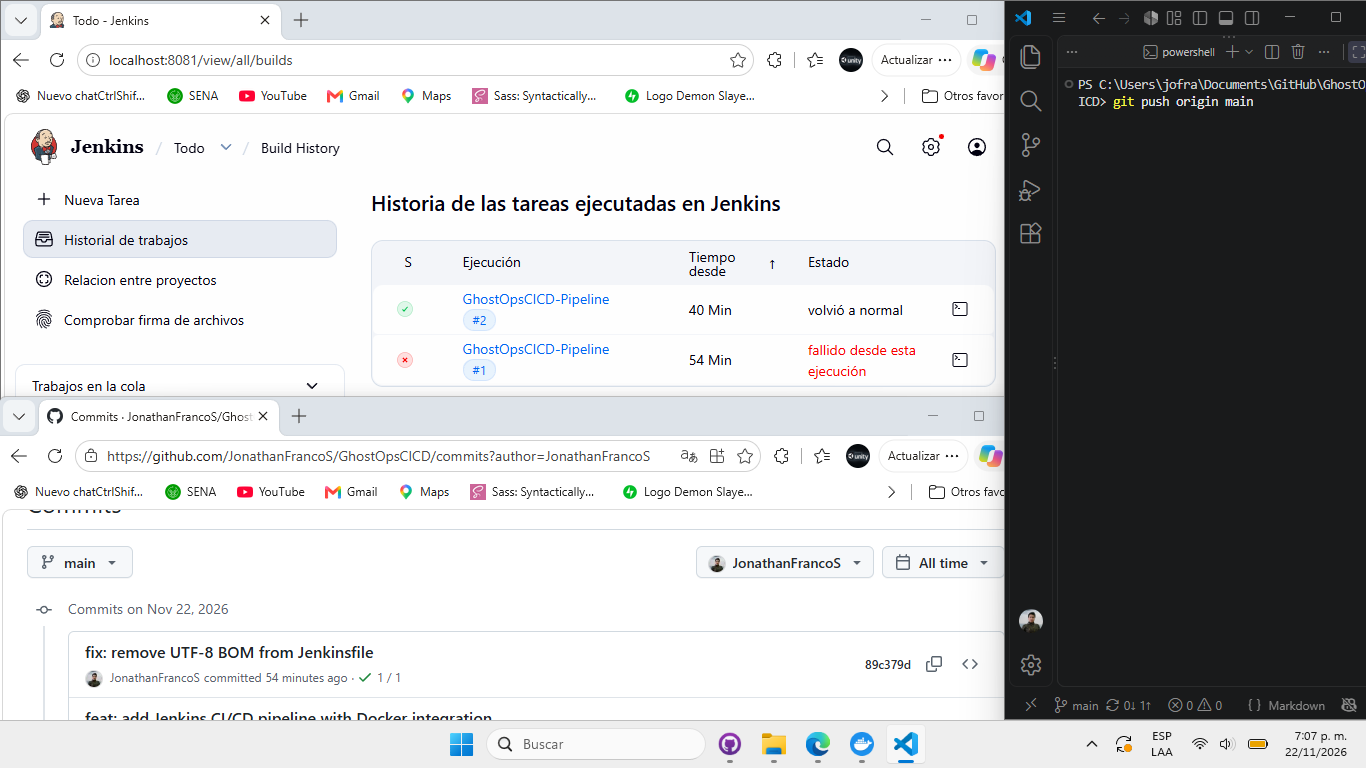 Todo - Jenkins
localhost:8081/view/all/builds
Actualizar
Nuevo chatCtrlShif...
SENA
YouTube
Gmail
Maps
Sass: Syntactically...
Logo Demon Slaye...
Otros favor
Jenkins / Todo / Build History
Nueva Tarea
Historial de trabajos
Relacion entre proyectos
Comprobar firma de archivos
Trabajos en la cola
Historia de las tareas ejecutadas en Jenkins
S Ejecución Tiempo desde ↑ Estado
GhostOpsCICD-Pipeline
#2
40 Min
volvió a normal
GhostOpsCICD-Pipeline
#1
54 Min
fallido desde esta
ejecución
Commits · JonathanFrancoS/Ghost
https://github.com/JonathanFrancoS/GhostOpsCICD/commits?author=JonathanFrancoS
Actualizar
Nuevo chatCtrlShif...
SENA
YouTube
Gmail
Maps
Sass: Syntactically...
Logo Demon Slaye...
Otros favo
Commits
main
JonathanFrancoS
All time
Commits on Nov 22, 2026
fix: remove UTF-8 BOM from Jenkinsfile
89c379d
JonathanFrancoS committed 54 minutes ago · 1 / 1
feat: add Jenkins CI/CD pipeline with Docker integration
powershell
PS C:\Users\jofra\Documents\GitHub\GhostO
ICD> git push origin main
main 0↓ 1↑ 0 0 { } Markdown
Buscar
ESP
LAA
7:07 p. m.
22/11/2026